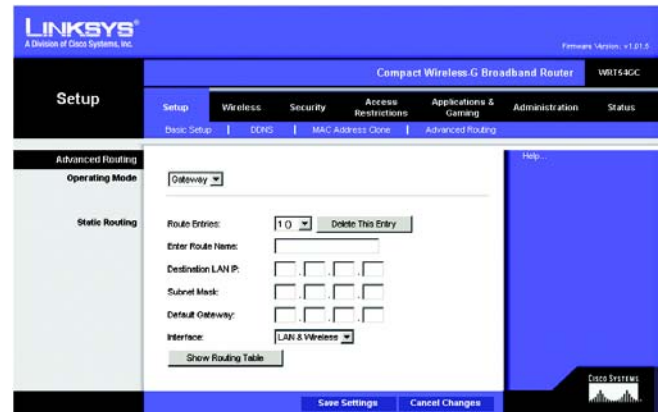 LINKSYS®
A Division of Cisco Systems, Inc.
Firmware Version: v1.01.5
Compact Wireless-G Broadband Router WRT54GC
Setup
Setup Wireless Security Access Restrictions Applications & Gaming Administration Status
Basic Setup | DDNS | MAC Address Clone | Advanced Routing
Advanced Routing
Help...
Operating Mode Gateway
Static Routing Route Entries: 1 () Delete This Entry
Enter Route Name:
Destination LAN IP: . . .
Subnet Mask: . . .
Default Gateway: . . .
Interface: LAN & Wireless
Show Routing Table
Save Settings Cancel Changes
CISCO SYSTEMS